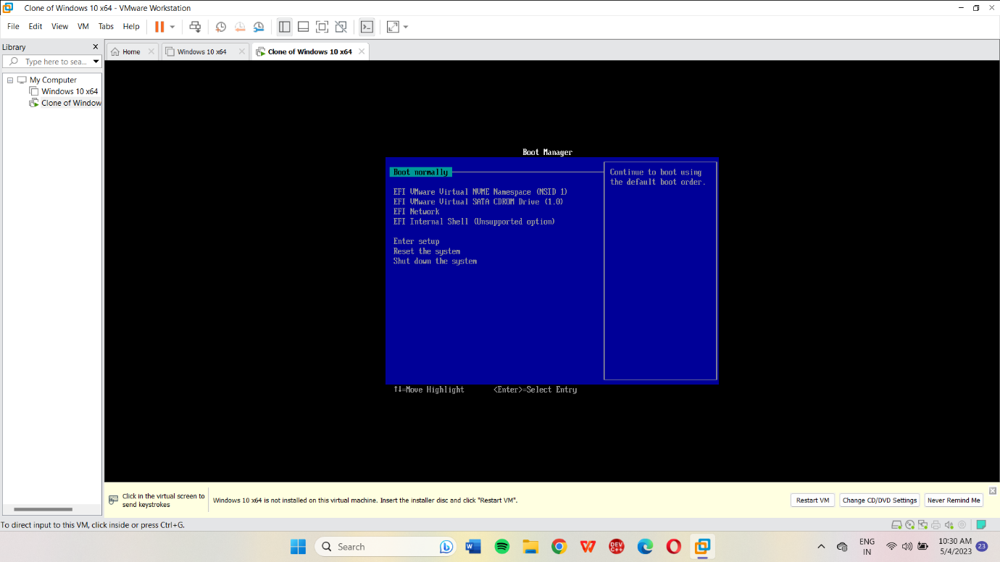 Clone of Windows 10 x64 - VMware Workstation
File Edit View VM Tabs Help
Library
Type here to sea...
My Computer
Windows 10 x64
Clone of Window
Home
Windows 10 x64
Clone of Windows 10 x64
Boot Manager
Boot normally
EFI VMware Virtual NVME Namespace (NSID 1)
EFI VMware Virtual SATA CDROM Drive (1.0)
EFI Network
EFI Internal Shell (Unsupported option)
Enter setup
Reset the system
Shut down the system
Continue to boot using
the default boot order.
↑↓=Move Highlight <Enter>=Select Entry
Click in the virtual screen to
send keystrokes
Windows 10 x64 is not installed on this virtual machine. Insert the installer disc and click "Restart VM".
Restart VM
Change CD/DVD Settings
Never Remind Me
To direct input to this VM, click inside or press Ctrl+G.
Search
W
W
DEV
C++
ENG
IN
10:30 AM
5/4/2023
23